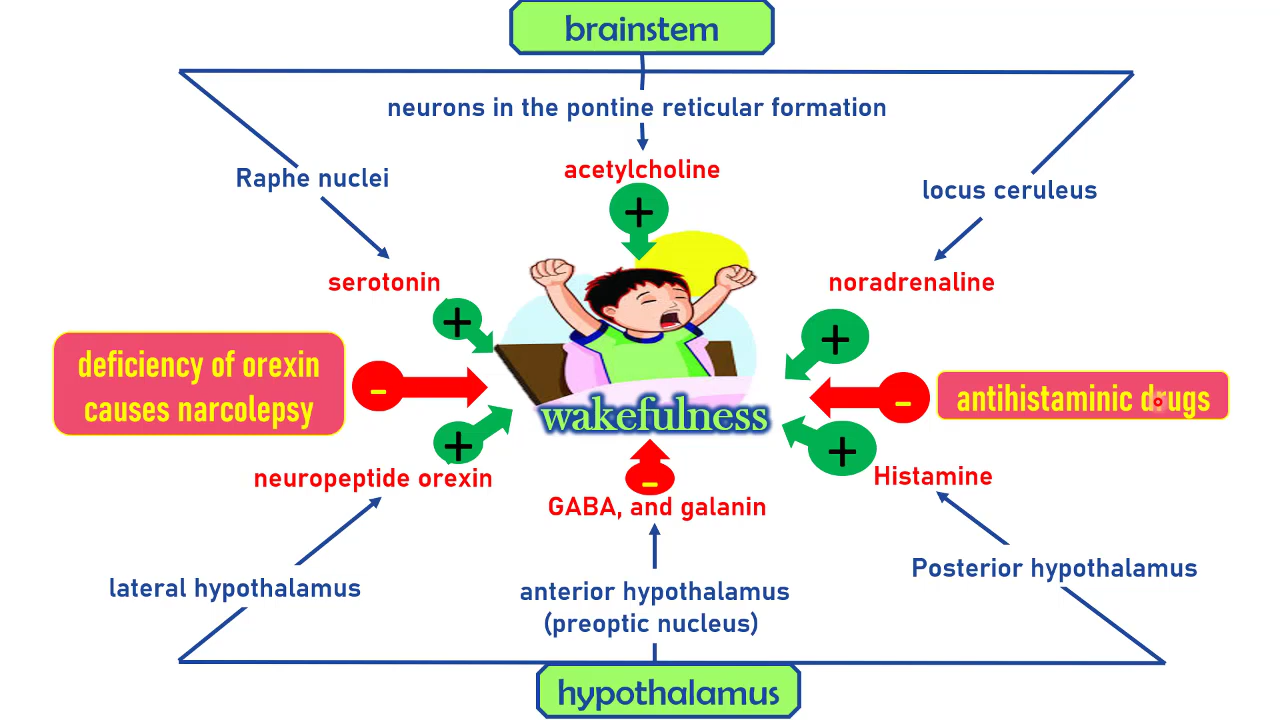 brainstem
neurons in the pontine reticular formation
acetylcholine
+
Raphe nuclei
locus ceruleus
serotonin
+
noradrenaline
+
deficiency of orexin
causes narcolepsy
-
antihistaminic drugs
-
wakefulness
neuropeptide orexin
+
Histamine
+
-
GABA, and galanin
lateral hypothalamus
anterior hypothalamus
(preoptic nucleus)
Posterior hypothalamus
hypothalamus